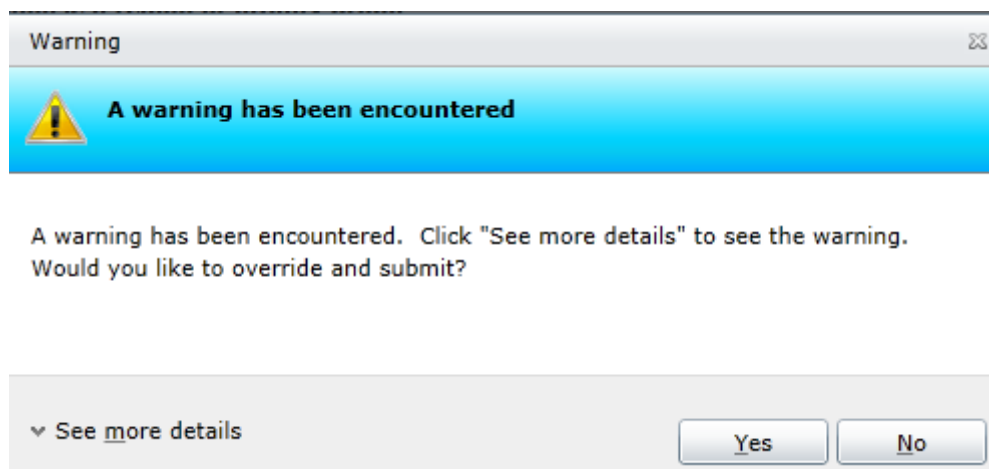 Warning
A warning has been encountered
A warning has been encountered.  Click "See more details" to see the warning.
Would you like to override and submit?
See more details
Yes
No